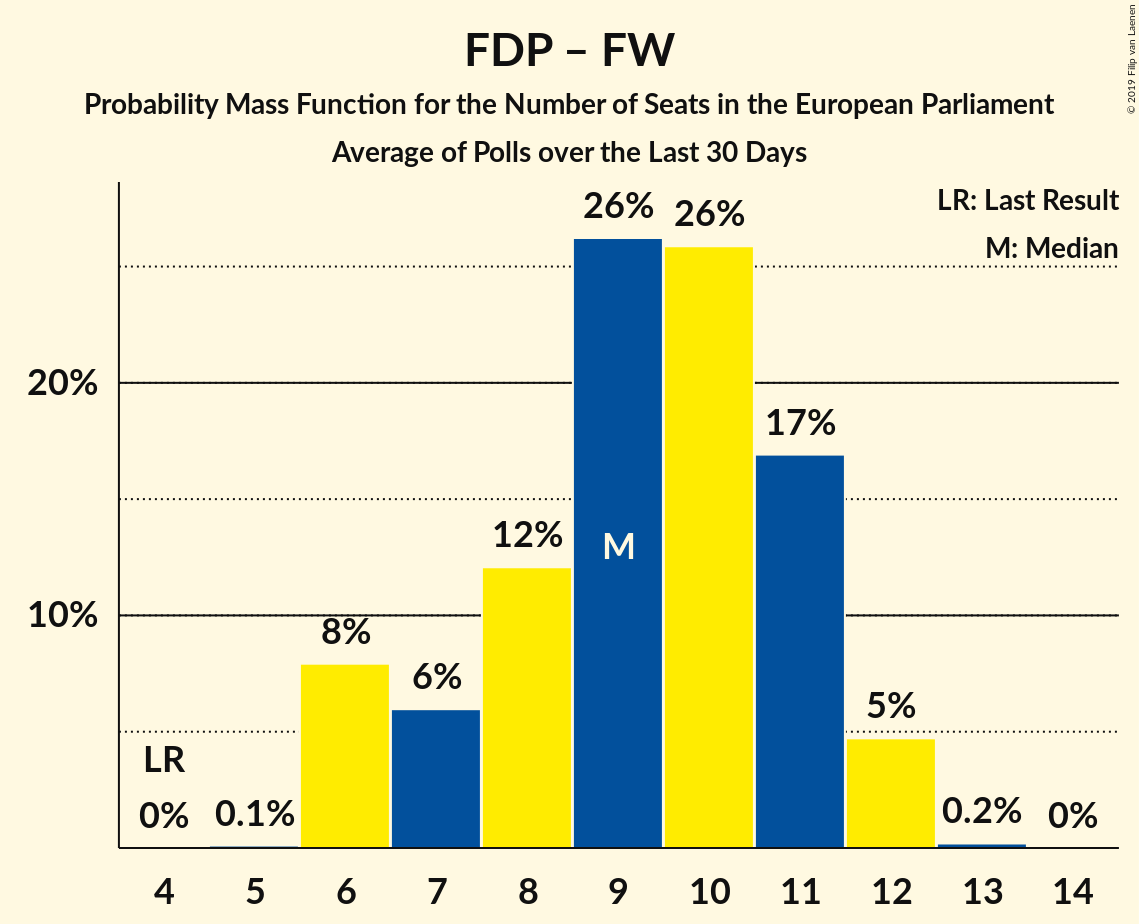 FDP – FW
Probability Mass Function for the Number of Seats in the European Parliament
Average of Polls over the Last 30 Days
© 2019 Filip van Laenen
LR: Last Result
M: Median
26%
26%
20%
17%
12%
M
10%
8%
6%
5%
LR
0%
0.1%
0.2%
0%
4 5 6 7 8 9 10 11 12 13 14